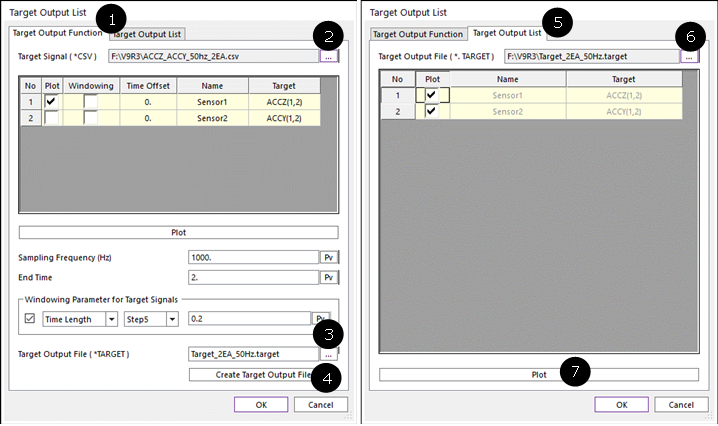 Target Output List
1
Target Output Function Target Output List
2
Target Signal ( *CSV) F:\V9R3\ACCZ_ACCY_50hz_2EA.csv ...
No Plot Windowing Time Offset Name Target
1 0. Sensor1 ACCZ(1,2)
2 0. Sensor2 ACCY(1,2)
Plot
Sampling Frequency (Hz) 1000. Pv
End Time 2. Pv
Windowing Parameter for Target Signals
Time Length Step5 0.2 Pv
3
Target Output File ( *TARGET ) Target_2EA_50Hz.target ...
4
Create Target Output File
OK Cancel
Target Output List
5
Target Output Function Target Output List
6
Target Output File ( *. TARGET ) F:\V9R3\Target_2EA_50Hz.target ...
No Plot Name Target
1 Sensor1 ACCZ(1,2)
2 Sensor2 ACCY(1,2)
7
Plot
OK Cancel